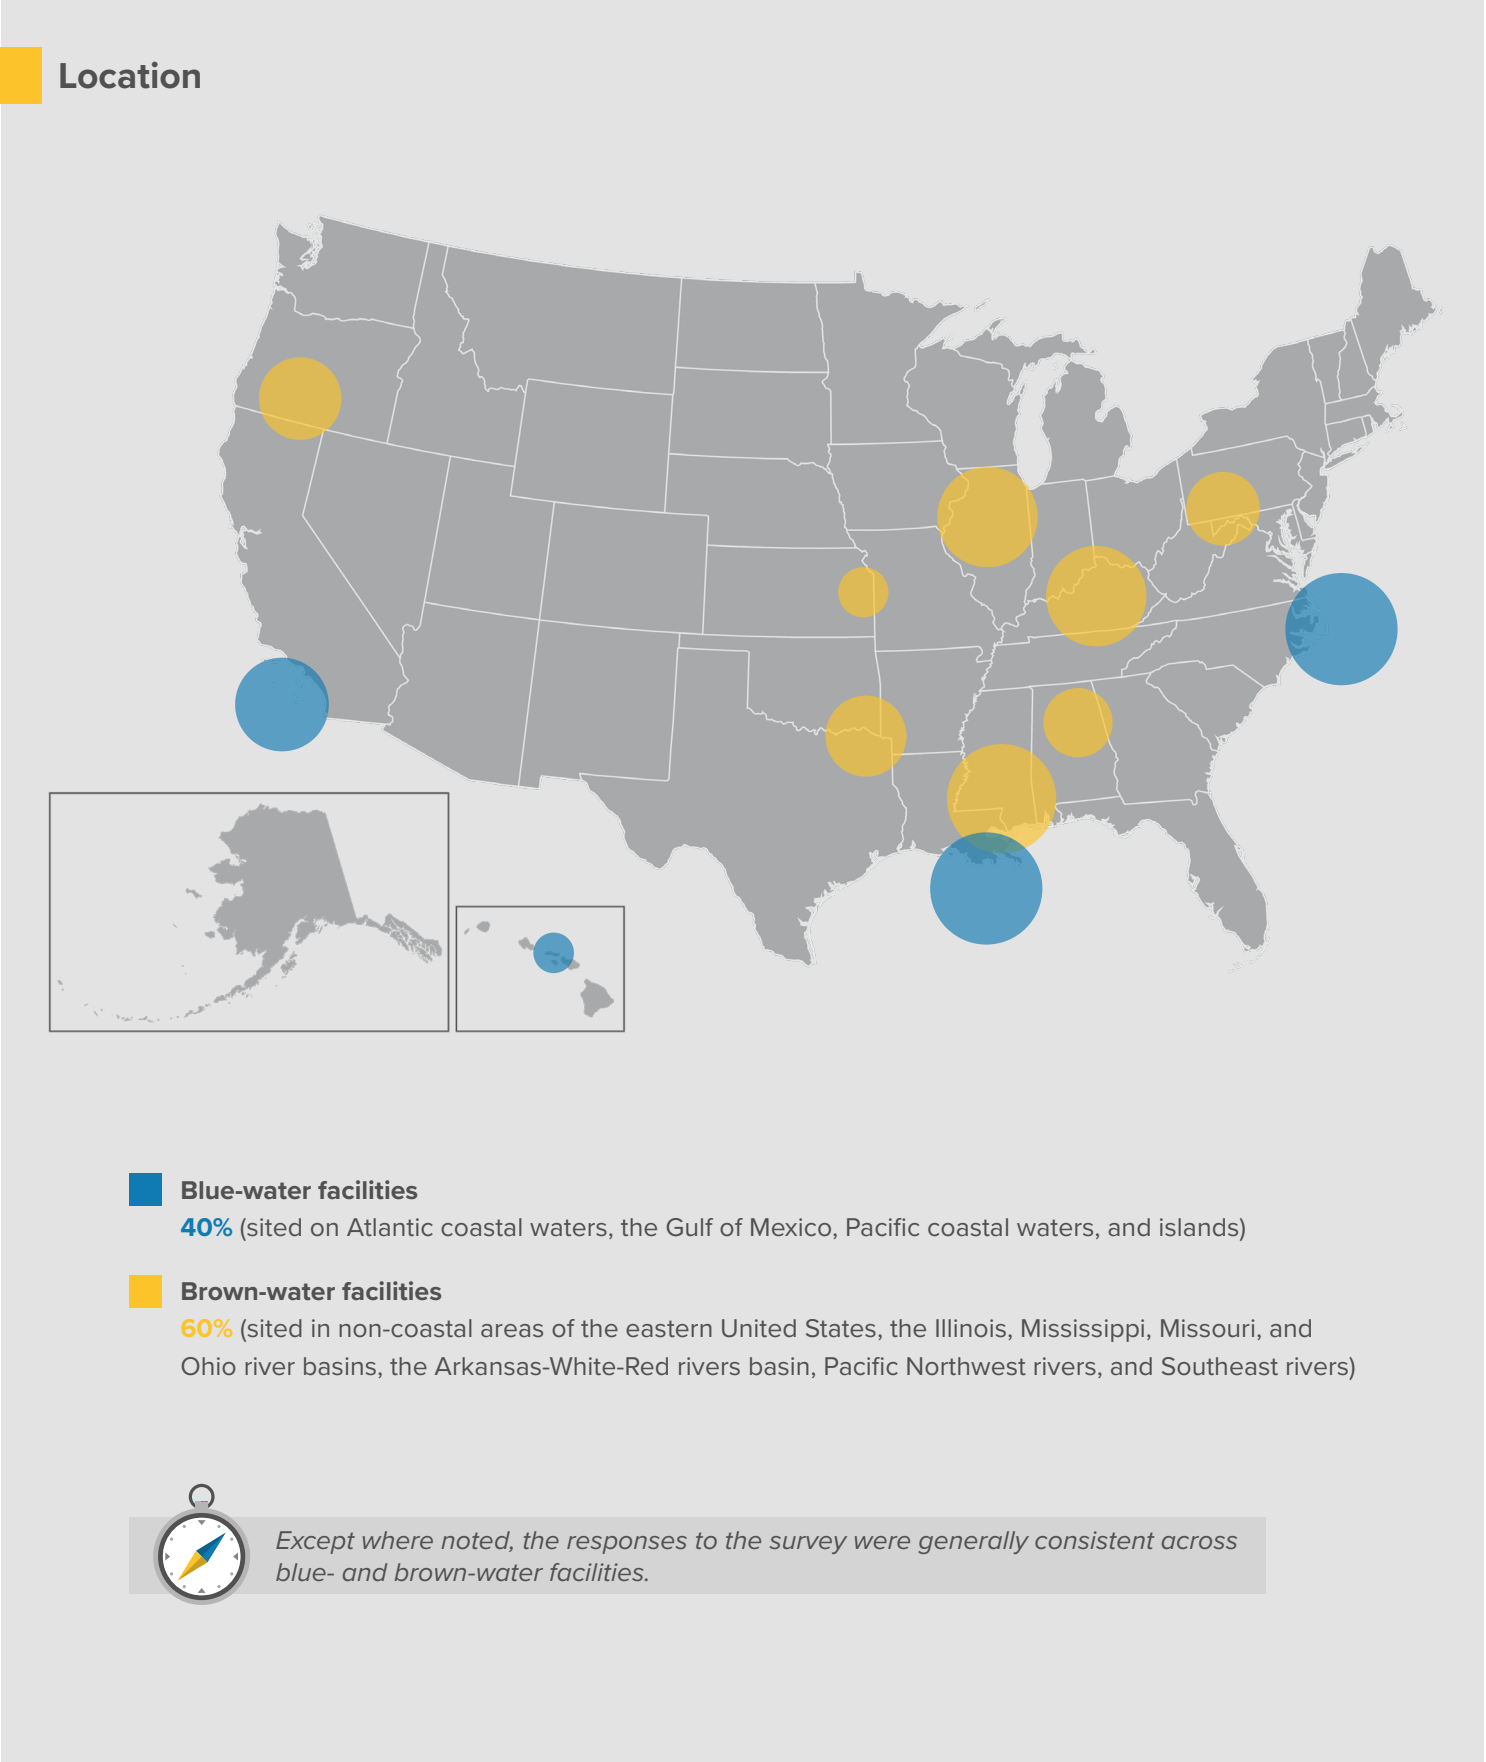 Location
Blue-water facilities
40% (sited on Atlantic coastal waters, the Gulf of Mexico, Pacific coastal waters, and islands)
Brown-water facilities
60% (sited in non-coastal areas of the eastern United States, the Illinois, Mississippi, Missouri, and
Ohio river basins, the Arkansas-White-Red rivers basin, Pacific Northwest rivers, and Southeast rivers)
Except where noted, the responses to the survey were generally consistent across
blue- and brown-water facilities.